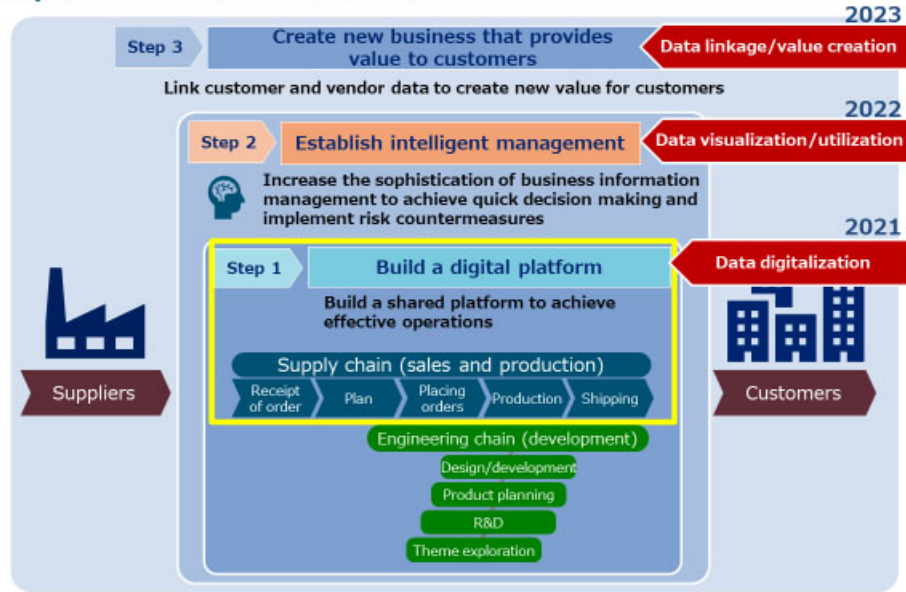 2023
Step 3
Create new business that provides
value to customers
Data linkage/value creation
Link customer and vendor data to create new value for customers
2022
Step 2
Establish intelligent management
Data visualization/utilization
Increase the sophistication of business information
management to achieve quick decision making and
implement risk countermeasures
2021
Step 1
Build a digital platform
Data digitalization
Build a shared platform to achieve
effective operations
Supply chain (sales and production)
Suppliers
Receipt
of order
Plan
Placing
orders
Production
Shipping
Customers
Engineering chain (development)
Design/development
Product planning
R&D
Theme exploration